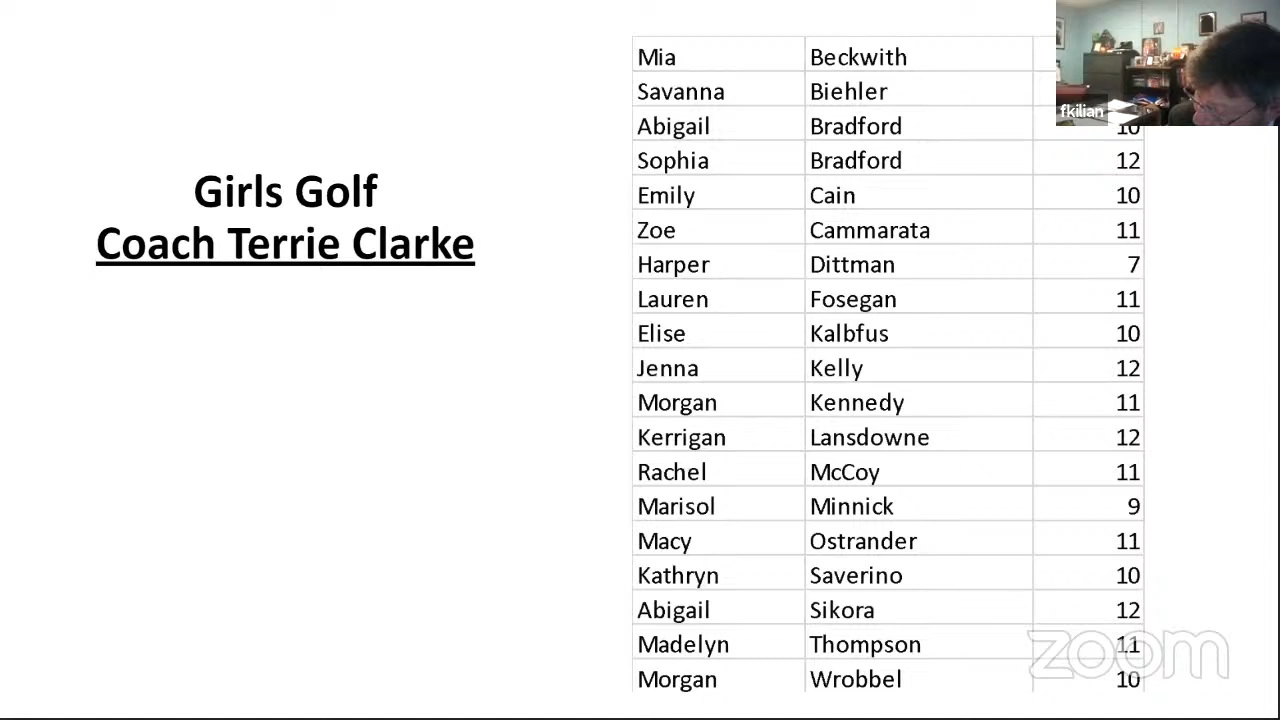 Girls Golf
Coach Terrie Clarke
Mia Beckwith
Savanna Biehler
Abigail Bradford 10
Sophia Bradford 12
Emily Cain 10
Zoe Cammarata 11
Harper Dittman 7
Lauren Fosegan 11
Elise Kalbfus 10
Jenna Kelly 12
Morgan Kennedy 11
Kerrigan Lansdowne 12
Rachel McCoy 11
Marisol Minnick 9
Macy Ostrander 11
Kathryn Saverino 10
Abigail Sikora 12
Madelyn Thompson 11
Morgan Wrobbel 10
fkilian
zoom